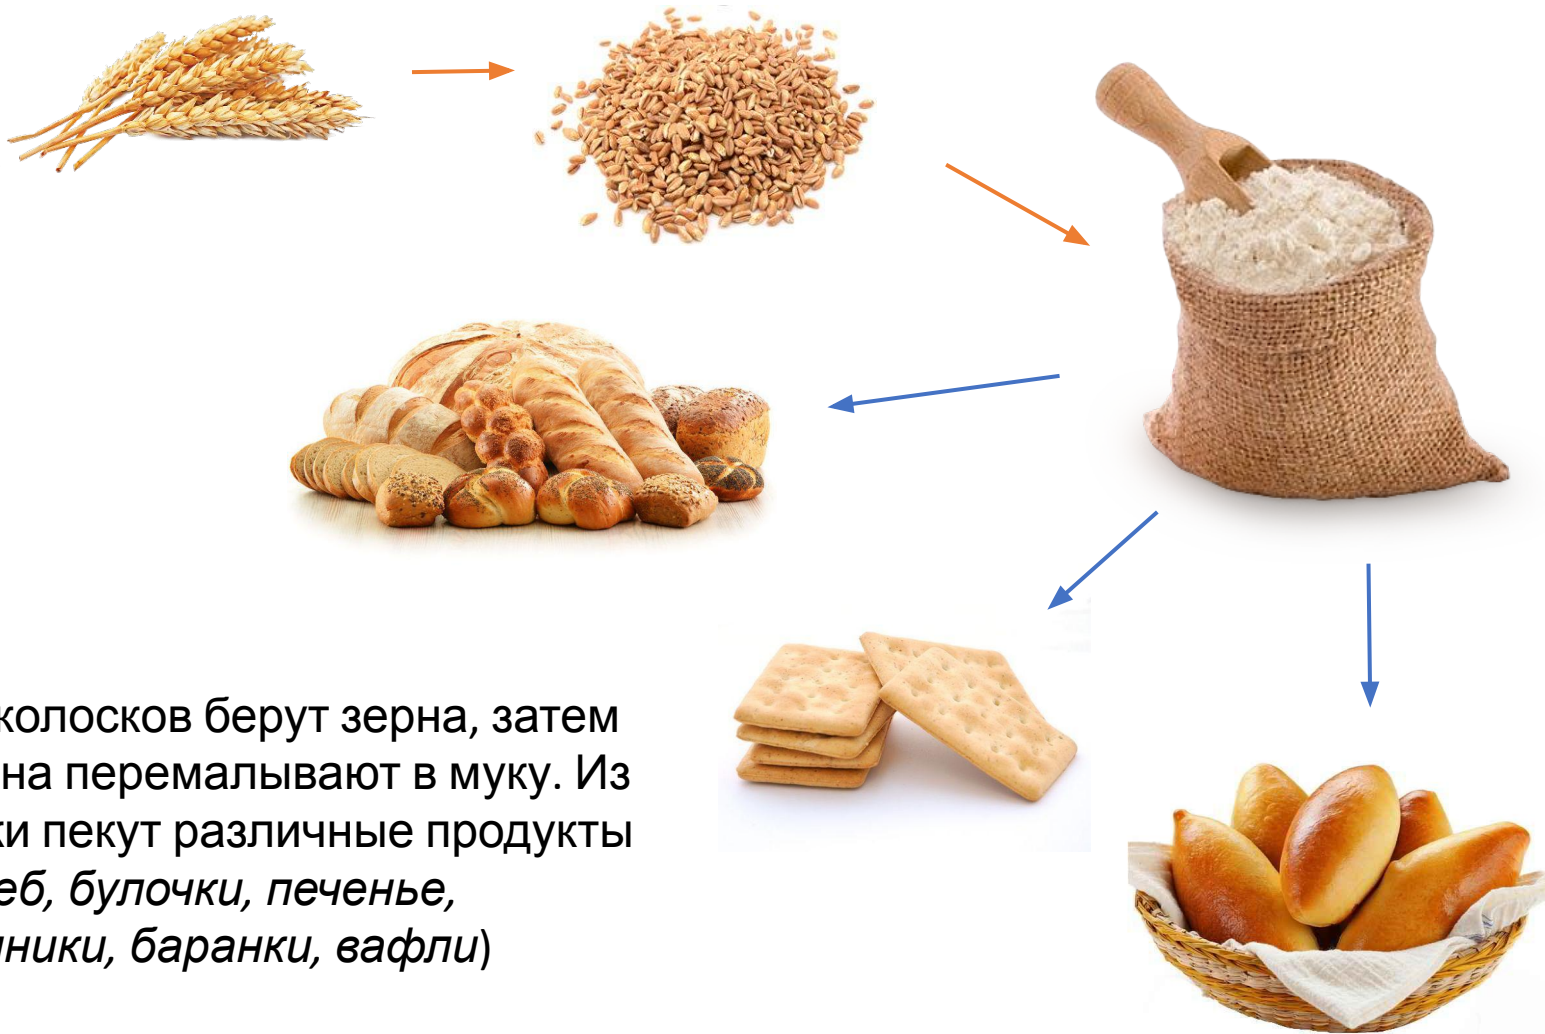 колосков берут зерна, затем
на перемалывают в муку. Из
ки пекут различные продукты
еб, булочки, печенье,
ники, баранки, вафли)